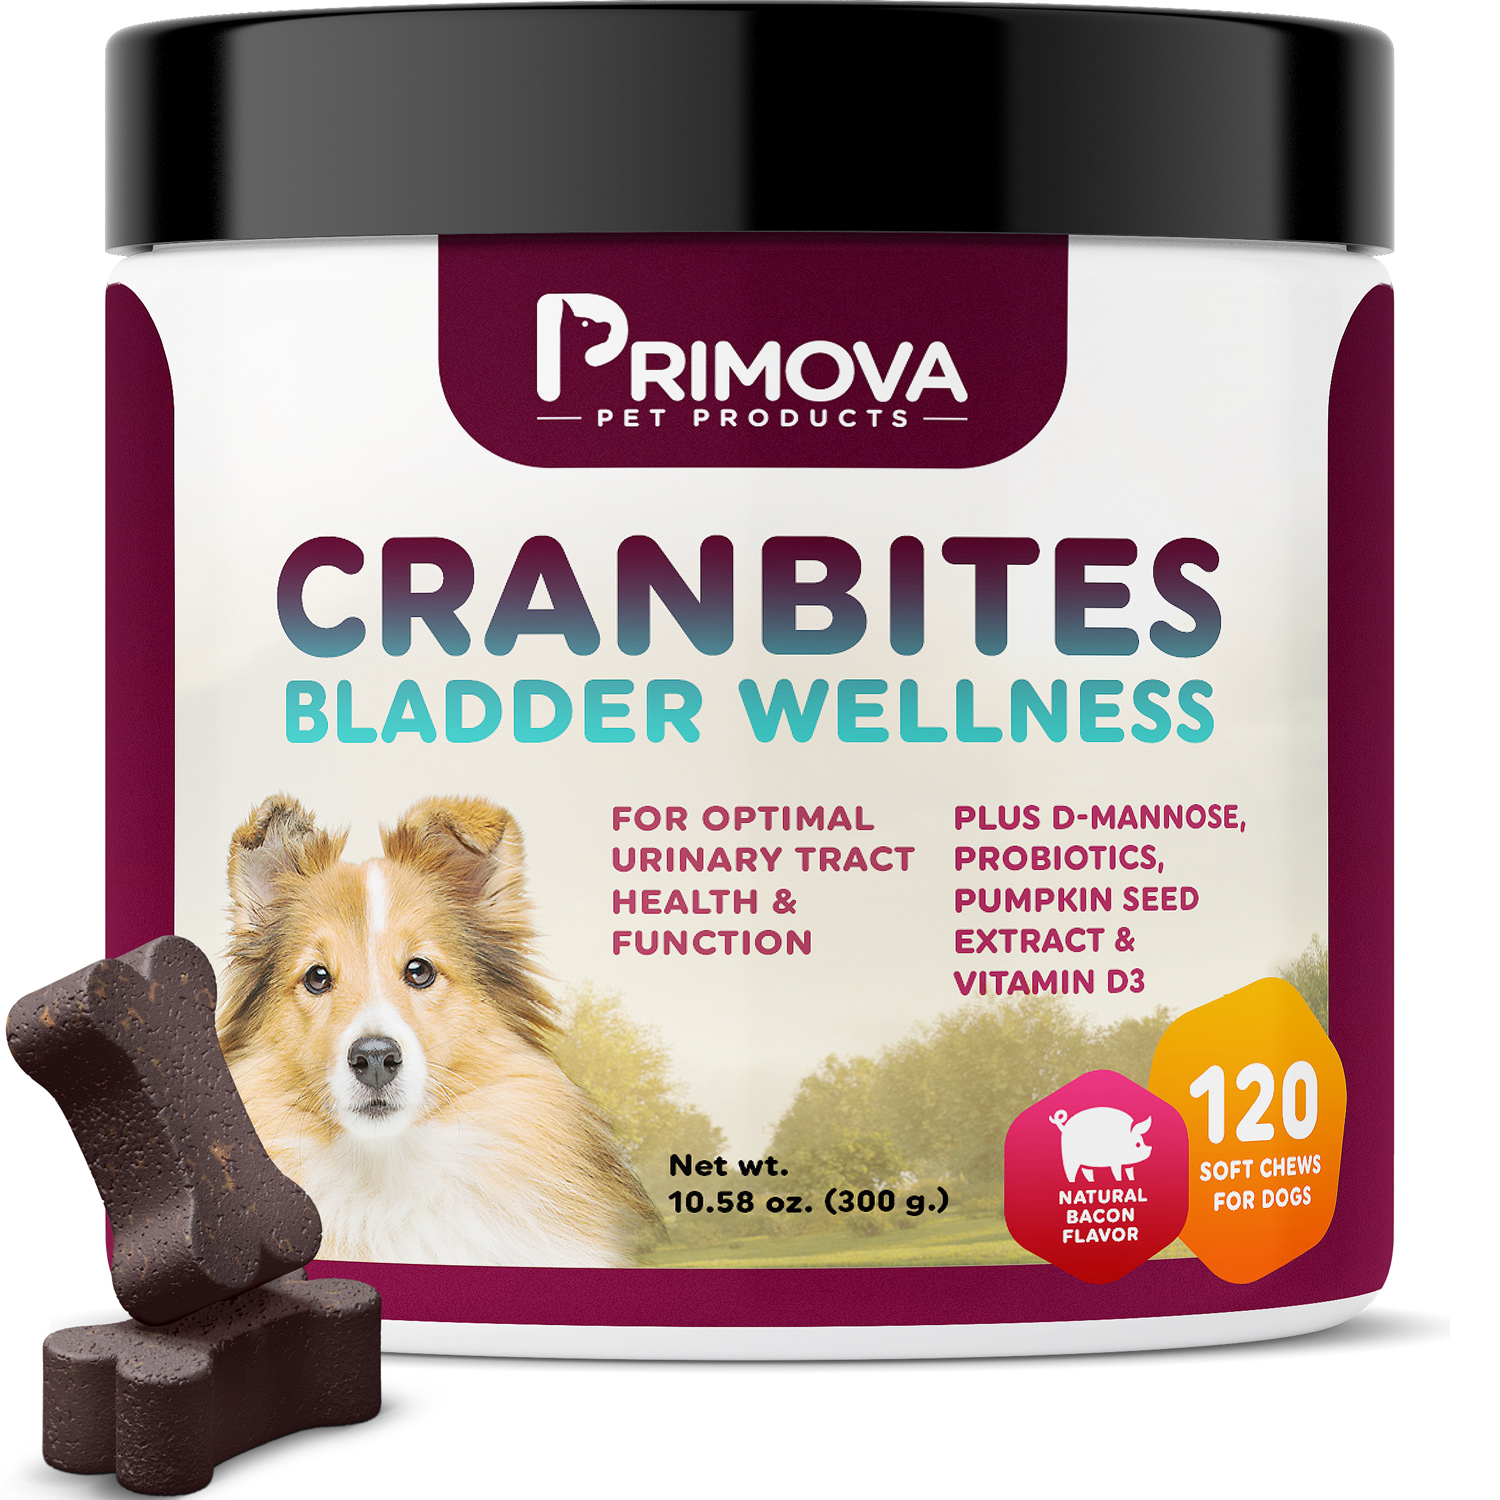 PRIMOVA
PET PRODUCTS
CRANBITES
BLADDER WELLNESS
FOR OPTIMAL
URINARY TRACT
HEALTH &
FUNCTION
PLUS D-MANNOSE,
PROBIOTICS,
PUMPKIN SEED
EXTRACT &
VITAMIN D3
Net wt.
10.58 oz. (300 g.)
NATURAL
BACON
FLAVOR
120
SOFT CHEWS
FOR DOGS